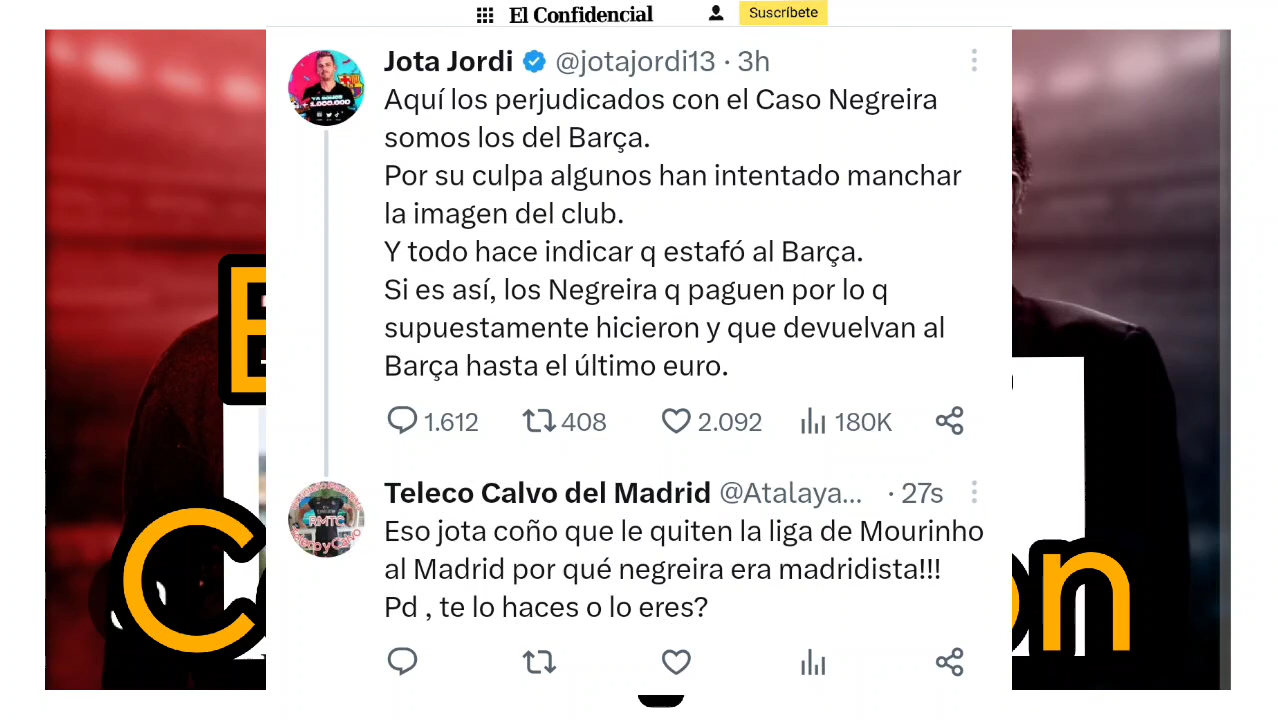 El Confidencial
Suscríbete
Jota Jordi @jotajordi13 · 3h
Aquí los perjudicados con el Caso Negreira
somos los del Barça.
Por su culpa algunos han intentado manchar
la imagen del club.
Y todo hace indicar q estafó al Barça.
Si es así, los Negreira q paguen por lo q
supuestamente hicieron y que devuelvan al
Barça hasta el último euro.
1.612 408 2.092 180K
Teleco Calvo del Madrid @Atalaya... · 27s
Eso jota coño que le quiten la liga de Mourinho
al Madrid por qué negreira era madridista!!!
Pd , te lo haces o lo eres?
RMTC